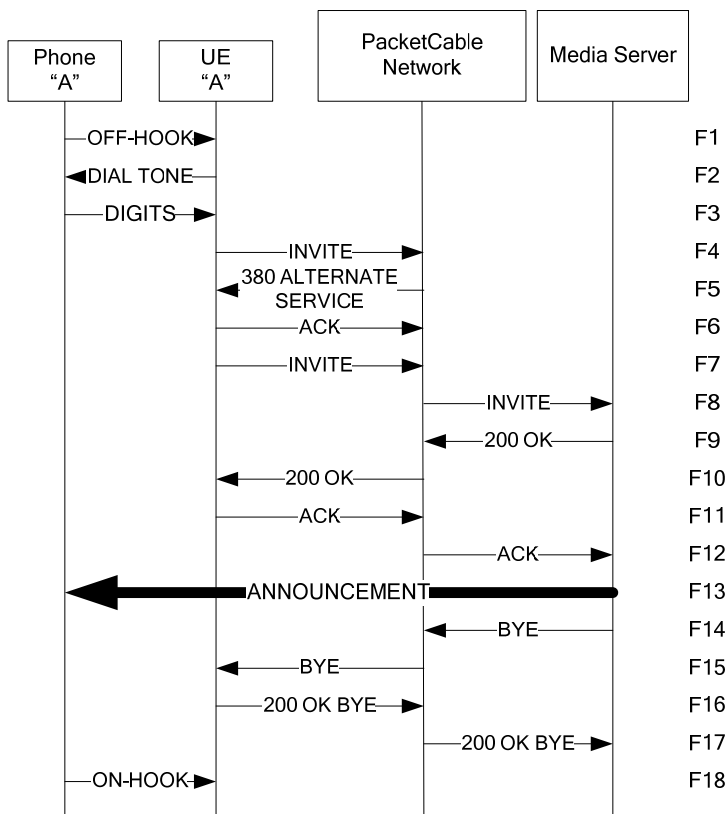 Phone
“A”
UE
“A”
PacketCable
Network
Media Server
OFF-HOOK F1
DIAL TONE F2
DIGITS F3
INVITE F4
380 ALTERNATE
SERVICE F5
ACK F6
INVITE F7
INVITE F8
200 OK F9
200 OK F10
ACK F11
ACK F12
ANNOUNCEMENT F13
BYE F14
BYE F15
200 OK BYE F16
200 OK BYE F17
ON-HOOK F18